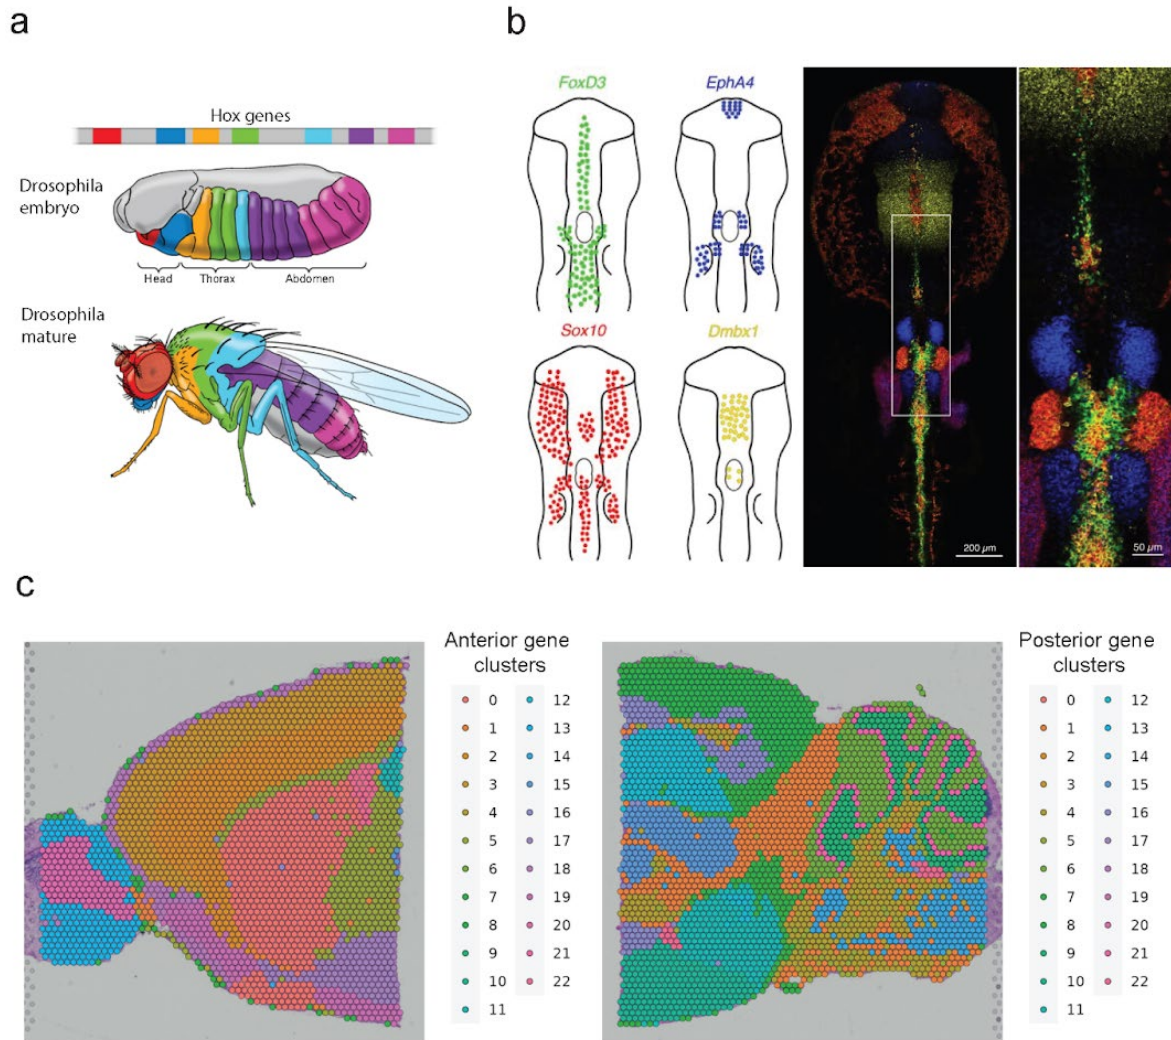 a
Hox genes
Drosophila
embryo
Head
Thorax
Abdomen
Drosophila
mature
b
FoxD3
EphA4
Sox10
Dmbx1
200 µm
50 µm
c
Anterior gene
clusters
0
1
2
3
4
5
6
7
8
9
10
11
12
13
14
15
16
17
18
19
20
21
22
Posterior gene
clusters
0
1
2
3
4
5
6
7
8
9
10
11
12
13
14
15
16
17
18
19
20
21
22